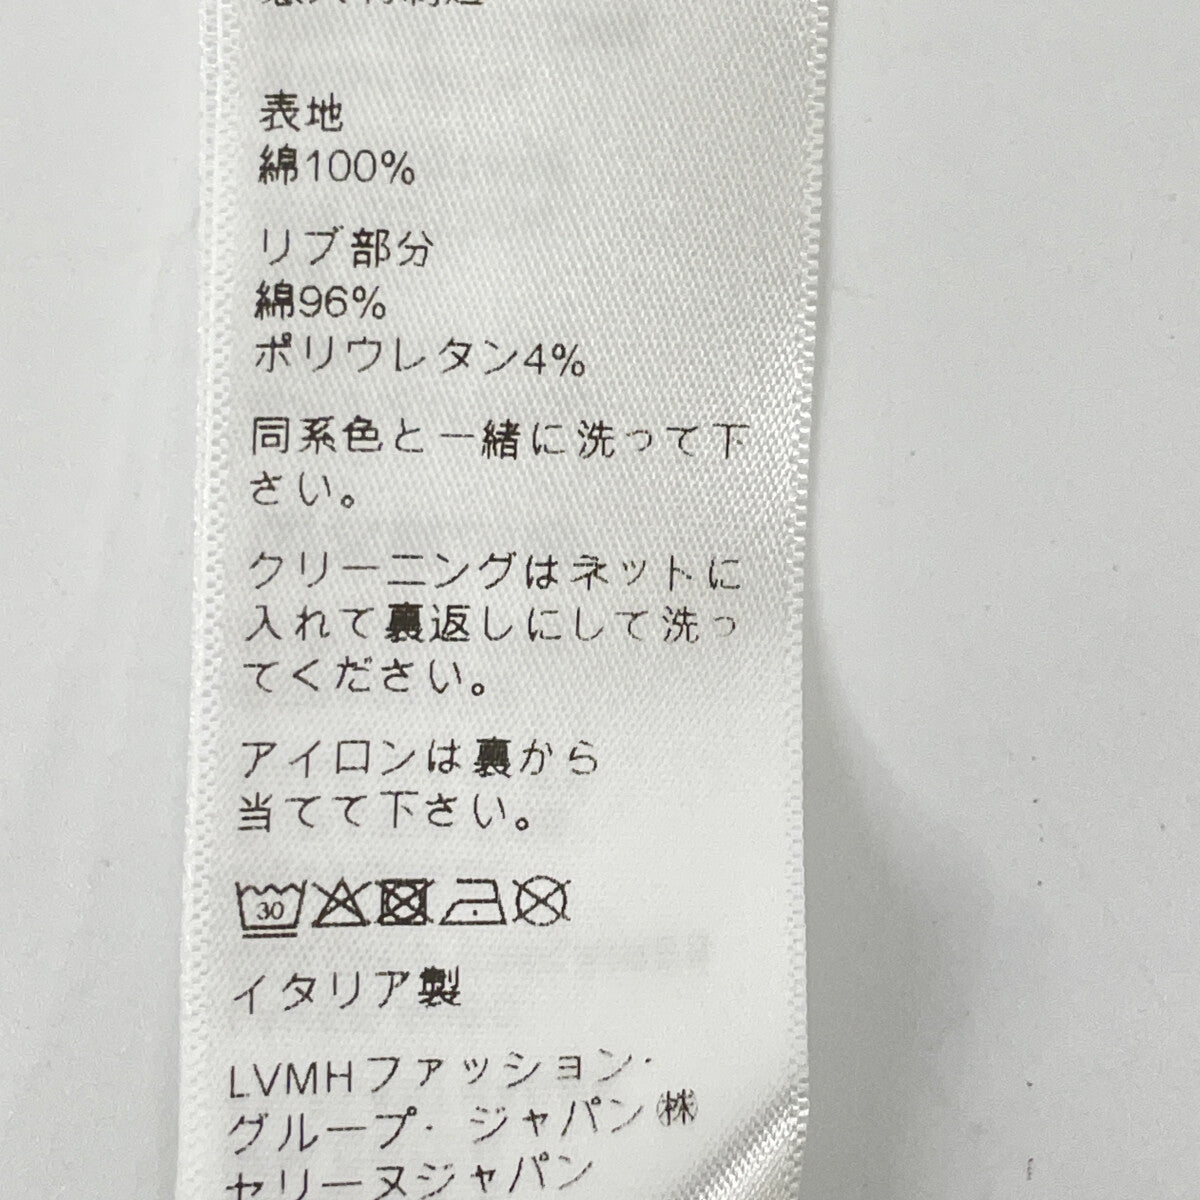 表地
綿100%
リブ部分
綿96%
ポリウレタン4%
同系色と一緒に洗って下
さい。
クリーニングはネットに
入れて裏返しにして洗っ
てください。
アイロンは裏から
当てて下さい。
30
イタリア製
LVMHファッション・
グループ・ジャパン㈱
セリーヌジャパン